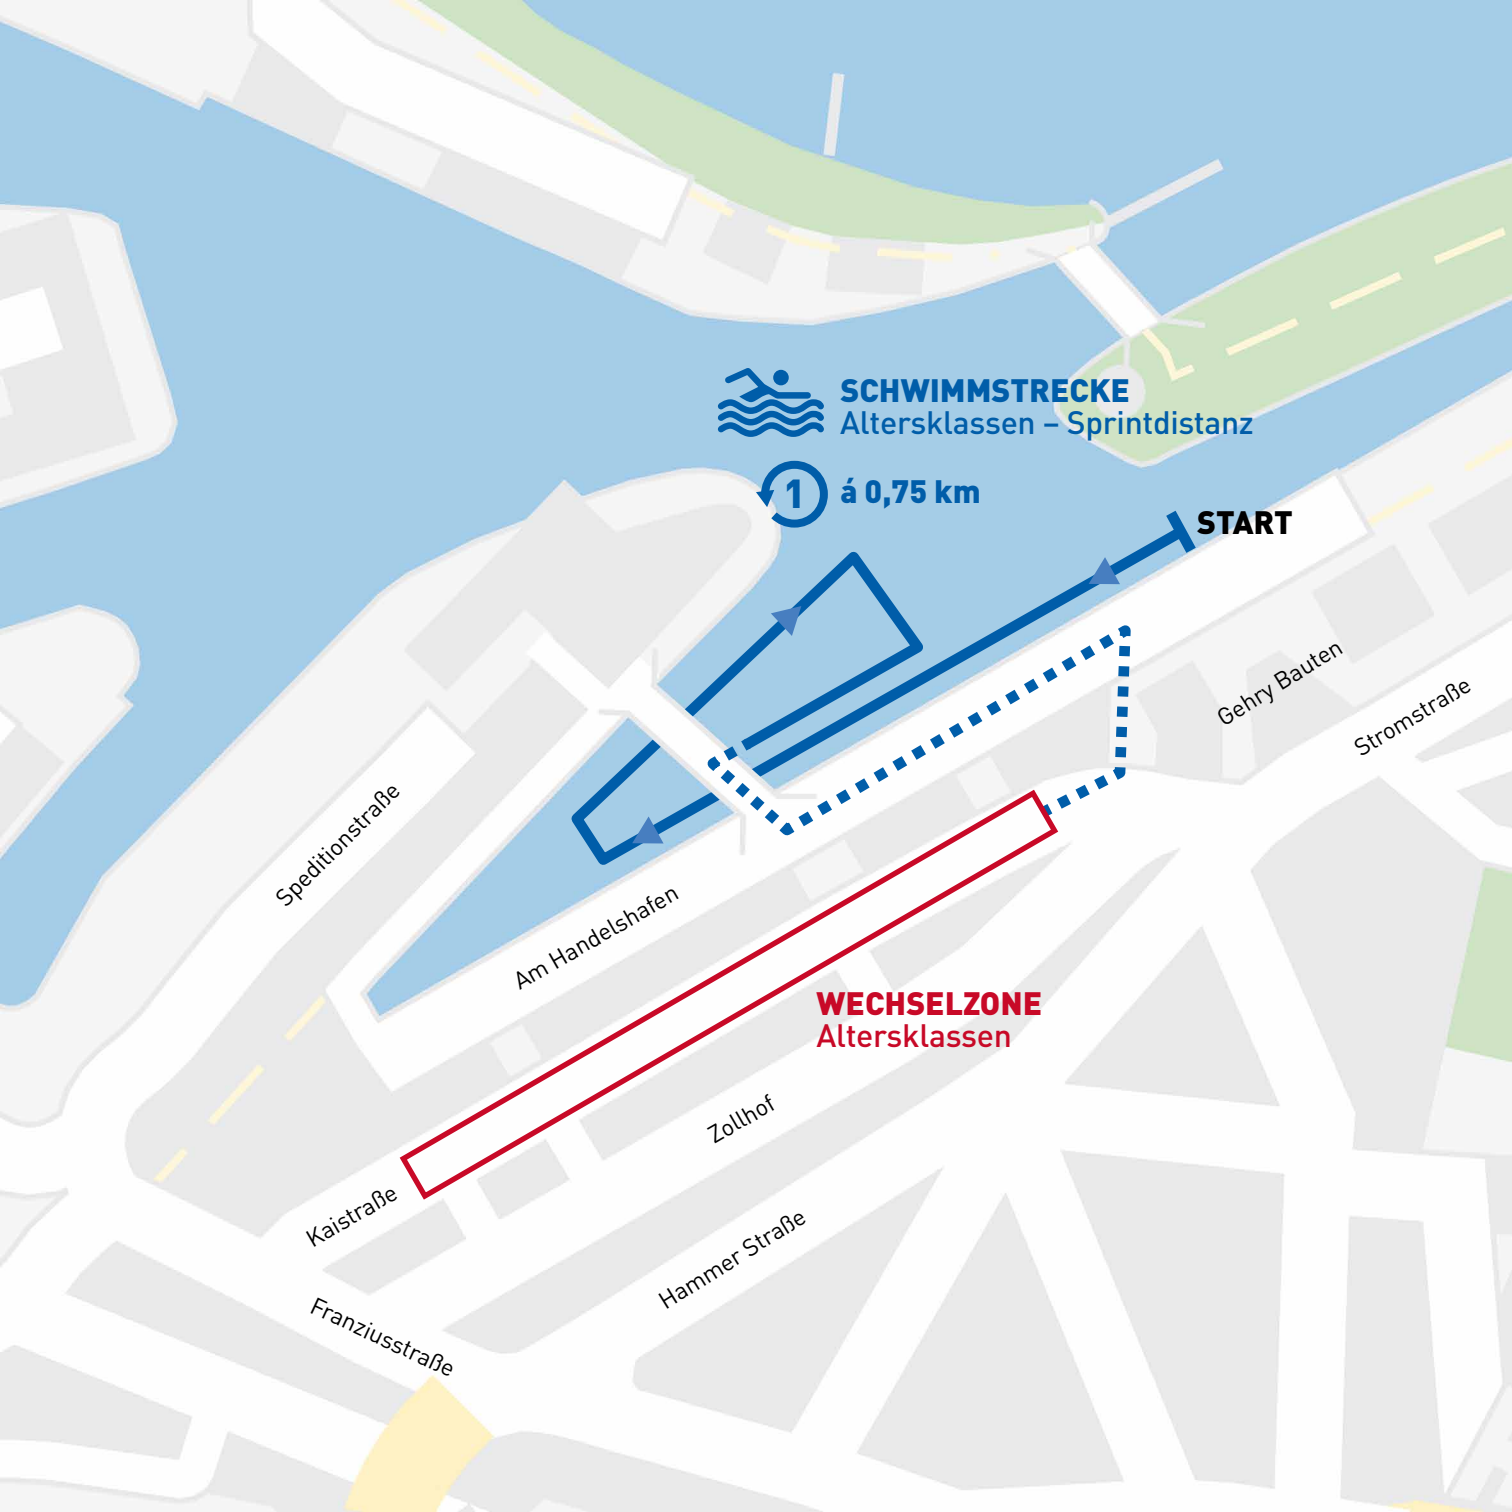 SCHWIMMSTRECKE
Altersklassen – Sprintdistanz
1 á 0,75 km
START
Gehry Bauten
Stromstraße
Speditionstraße
Am Handelshafen
WECHSELZONE
Altersklassen
Zollhof
Kaistraße
Hammer Straße
Franziusstraße